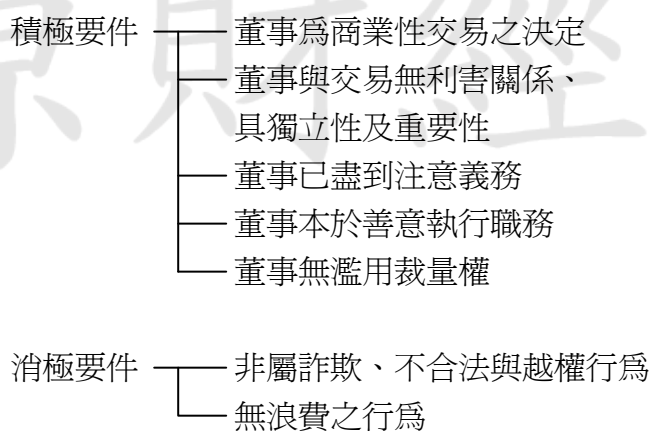 積極要件
董事爲商業性交易之決定
董事與交易無利害關係、
具獨立性及重要性
董事已盡到注意義務
董事本於善意執行職務
董事無濫用裁量權
消極要件
非屬詐欺、不合法與越權行爲
無浪費之行爲
財經